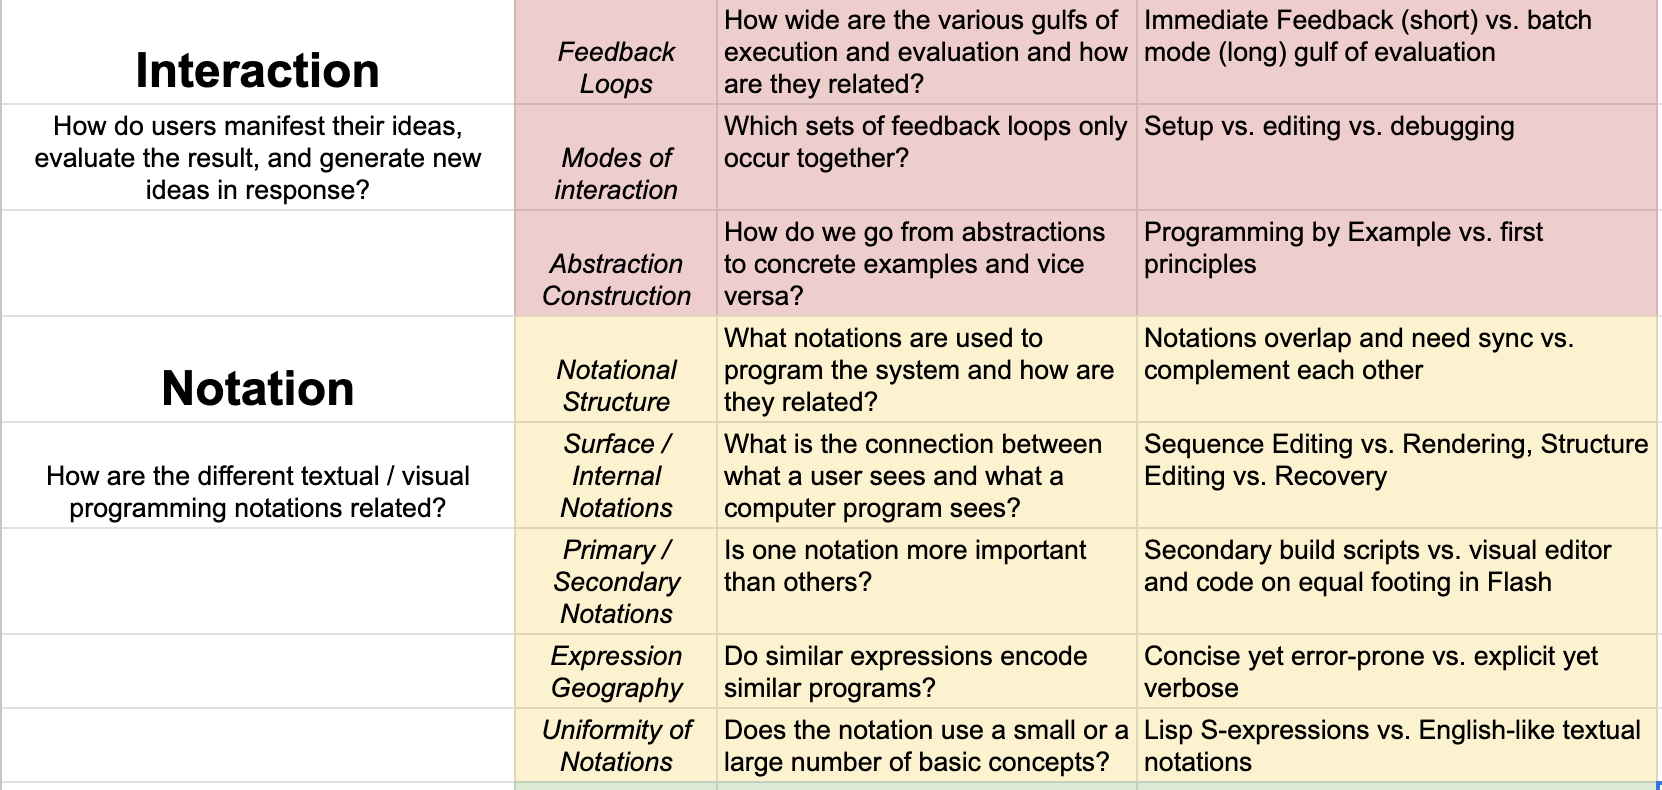 Interaction
How do users manifest their ideas,
evaluate the result, and generate new
ideas in response?
Feedback
Loops
How wide are the various gulfs of
execution and evaluation and how
are they related?
Immediate Feedback (short) vs. batch
mode (long) gulf of evaluation
Modes of
interaction
Which sets of feedback loops only
occur together?
Setup vs. editing vs. debugging
Abstraction
Construction
How do we go from abstractions
to concrete examples and vice
versa?
Programming by Example vs. first
principles
Notation
How are the different textual / visual
programming notations related?
Notational
Structure
What notations are used to
program the system and how are
they related?
Notations overlap and need sync vs.
complement each other
Surface /
Internal
Notations
What is the connection between
what a user sees and what a
computer program sees?
Sequence Editing vs. Rendering, Structure
Editing vs. Recovery
Primary /
Secondary
Notations
Is one notation more important
than others?
Secondary build scripts vs. visual editor
and code on equal footing in Flash
Expression
Geography
Do similar expressions encode
similar programs?
Concise yet error-prone vs. explicit yet
verbose
Uniformity of
Notations
Does the notation use a small or a
large number of basic concepts?
Lisp S-expressions vs. English-like textual
notations